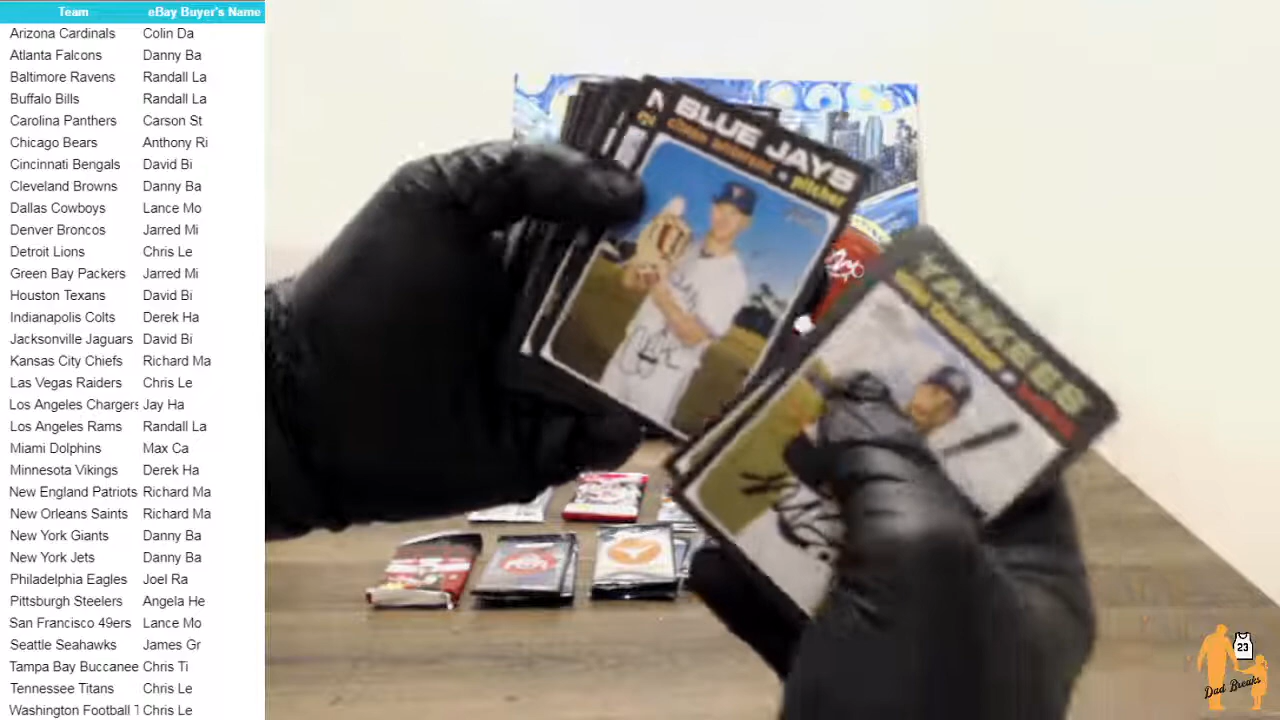 Team eBay Buyer's Name
Arizona Cardinals Colin Da
Atlanta Falcons Danny Ba
Baltimore Ravens Randall La
Buffalo Bills Randall La
Carolina Panthers Carson St
Chicago Bears Anthony Ri
Cincinnati Bengals David Bi
Cleveland Browns Danny Ba
Dallas Cowboys Lance Mo
Denver Broncos Jarred Mi
Detroit Lions Chris Le
Green Bay Packers Jarred Mi
Houston Texans David Bi
Indianapolis Colts Derek Ha
Jacksonville Jaguars David Bi
Kansas City Chiefs Richard Ma
Las Vegas Raiders Chris Le
Los Angeles Chargers Jay Ha
Los Angeles Rams Randall La
Miami Dolphins Max Ca
Minnesota Vikings Derek Ha
New England Patriots Richard Ma
New Orleans Saints Richard Ma
New York Giants Danny Ba
New York Jets Danny Ba
Philadelphia Eagles Joel Ra
Pittsburgh Steelers Angela He
San Francisco 49ers Lance Mo
Seattle Seahawks James Gr
Tampa Bay Buccanee Chris Ti
Tennessee Titans Chris Le
Washington Football Chris Le
BLUE JAYS
pitcher
YANKEES
23
Dad Breaks